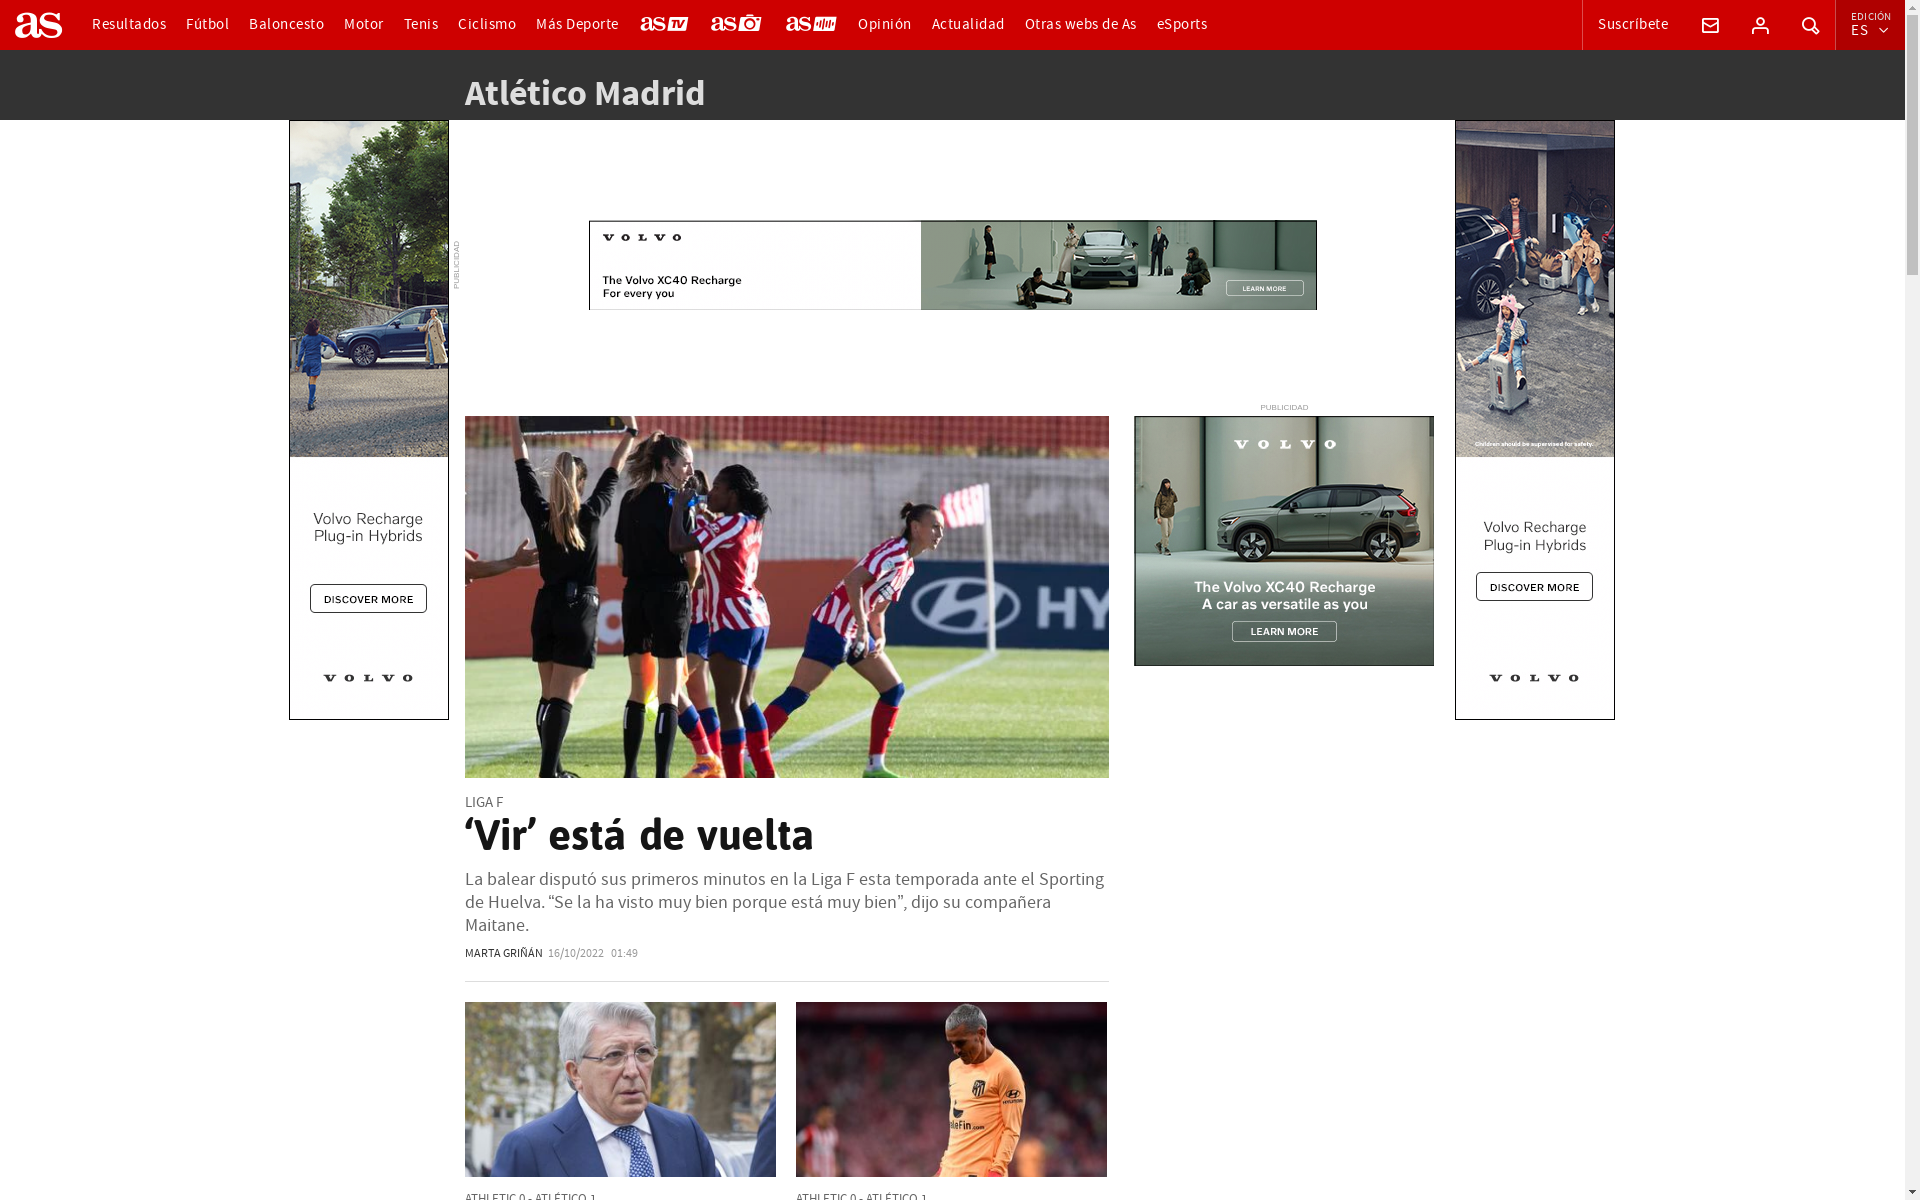 as
Resultados
Fútbol
Baloncesto
Motor
Tenis
Ciclismo
Más Deporte
as TV
as
as
Opinión
Actualidad
Otras webs de As
eSports
Suscríbete
EDICIÓN
ES
Atlético Madrid
PUBLICIDAD
VOLVO
The Volvo XC40 Recharge
For every you
LEARN MORE
Children should be supervised for safety.
PUBLICIDAD
VOLVO
The Volvo XC40 Recharge
A car as versatile as you
LEARN MORE
Volvo Recharge
Plug-in Hybrids
DISCOVER MORE
VOLVO
Volvo Recharge
Plug-in Hybrids
DISCOVER MORE
VOLVO
HY
LIGA F
‘Vir’ está de vuelta
La balear disputó sus primeros minutos en la Liga F esta temporada ante el Sporting
de Huelva. “Se la ha visto muy bien porque está muy bien”, dijo su compañera
Maitane.
MARTA GRIÑÁN 16/10/2022 01:49
ATHLETIC 0 - ATLÉTICO 1
ATHLETIC 0 - ATLÉTICO 1